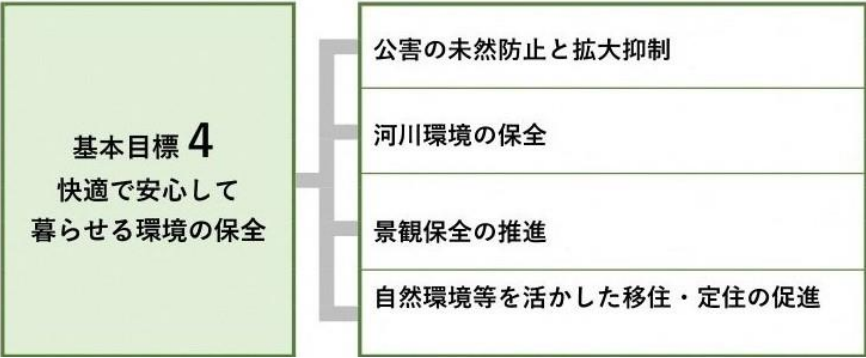 基本目標 4
快適で安心して
暮らせる環境の保全
公害の未然防止と拡大抑制
河川環境の保全
景観保全の推進
自然環境等を活かした移住・定住の促進